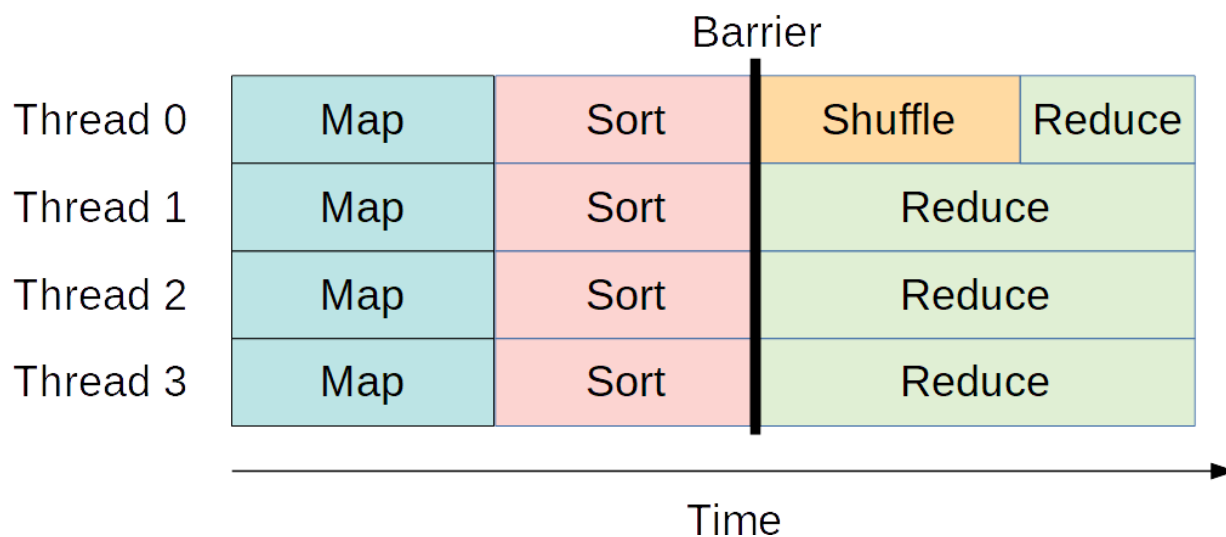 Barrier
Thread 0 Map Sort Shuffle Reduce
Thread 1 Map Sort Reduce
Thread 2 Map Sort Reduce
Thread 3 Map Sort Reduce
Time